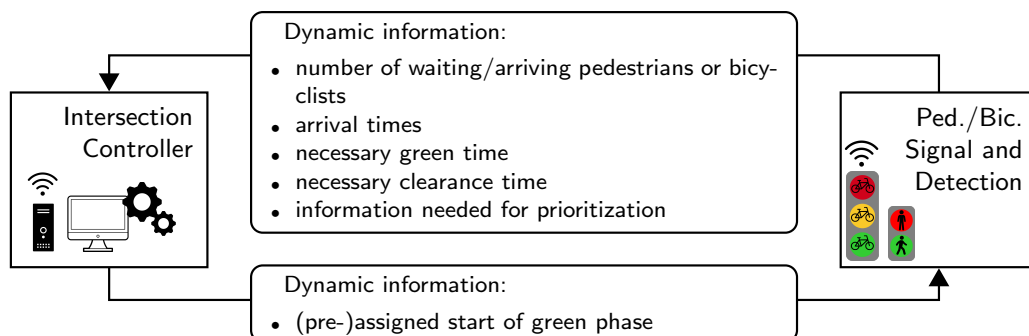 Dynamic information:
• number of waiting/arriving pedestrians or bicy-
clists
• arrival times
• necessary green time
• necessary clearance time
• information needed for prioritization
Intersection
Controller
Ped./Bic.
Signal and
Detection
Dynamic information:
• (pre-)assigned start of green phase